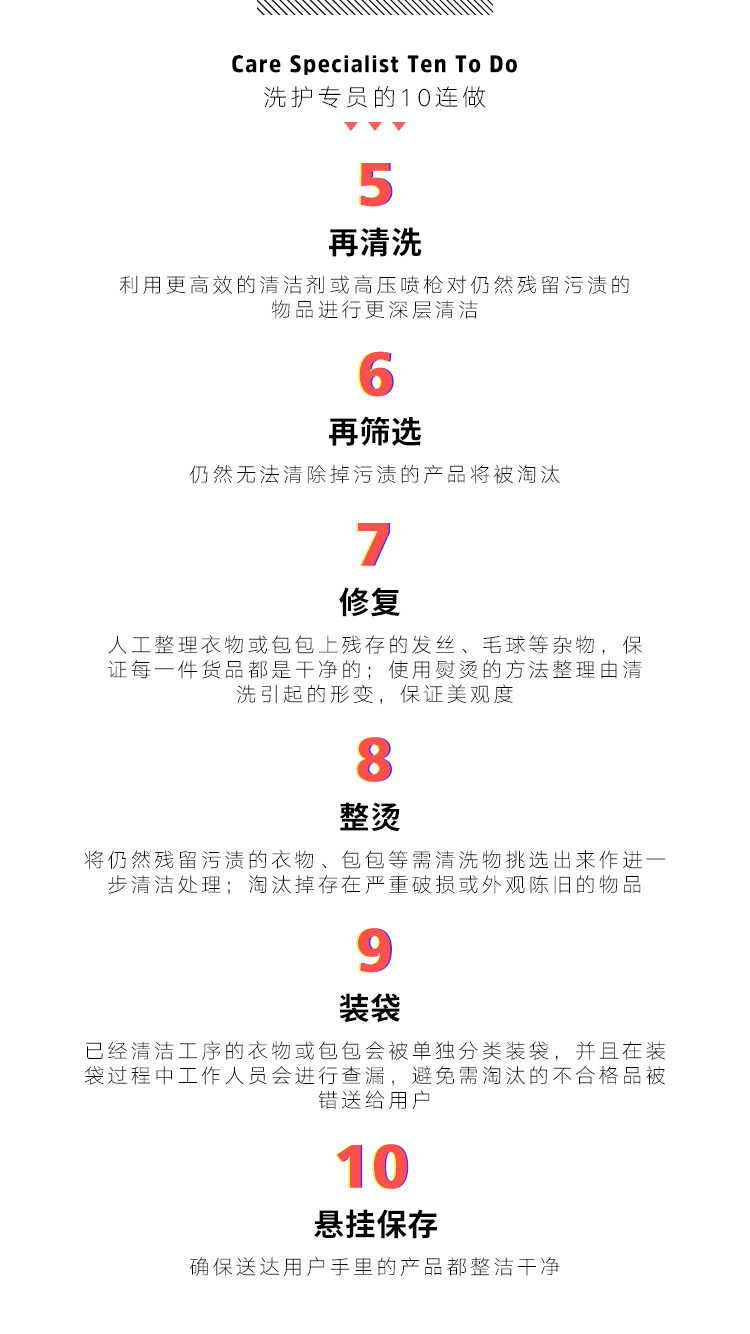 Care Specialist Ten To Do
洗护专员的10连做
5
再清洗
利用更高效的清洁剂或高压喷枪对仍然残留污渍的
物品进行更深层清洁
6
再筛选
仍然无法清除掉污渍的产品将被淘汰
7
修复
人工整理衣物或包包上残存的发丝、毛球等杂物，保
证每一件货品都是干净的；使用熨烫的方法整理由清
洗引起的形变，保证美观度
8
整烫
将仍然残留污渍的衣物、包包等需清洗物挑选出来作进一
步清洁处理；淘汰掉存在严重破损或外观陈旧的物品
9
装袋
已经清洁工序的衣物或包包会被单独分类装袋，并且在装
袋过程中工作人员会进行查漏，避免需淘汰的不合格品被
错送给用户
10
悬挂保存
确保送达用户手里的产品都整洁干净